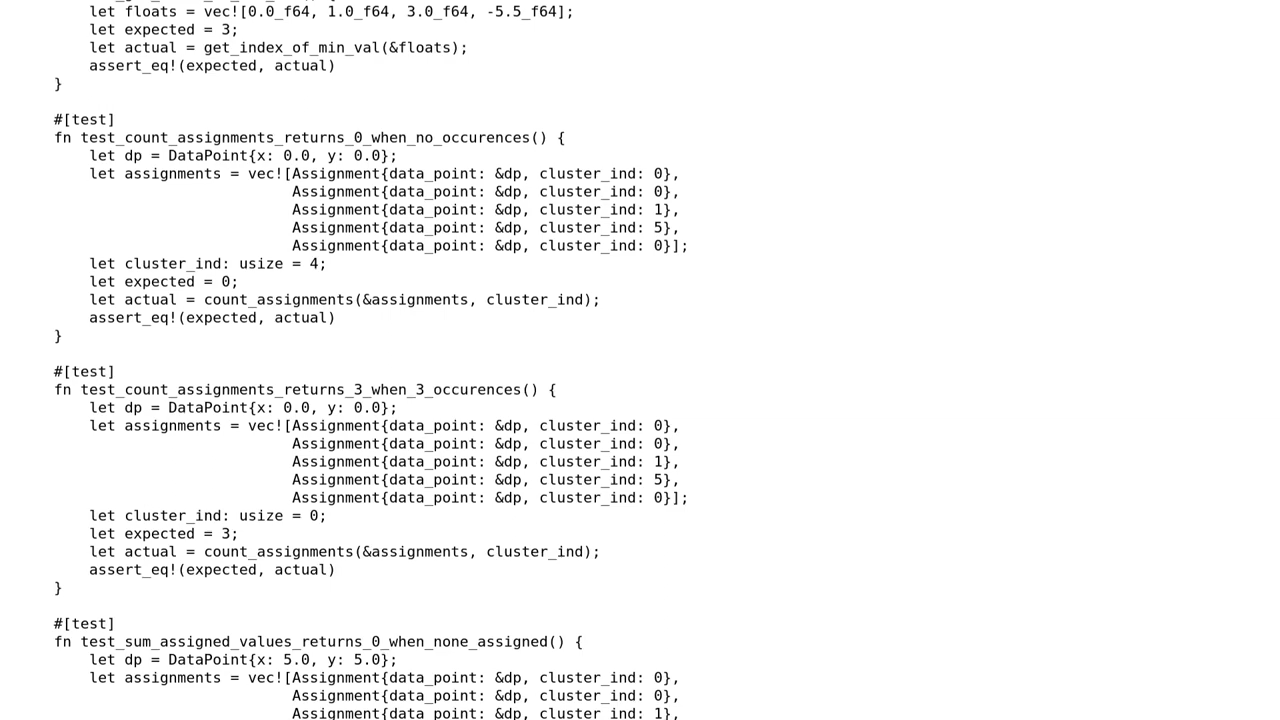 let floats = vec![0.0_f64, 1.0_f64, 3.0_f64, -5.5_f64];
    let expected = 3;
    let actual = get_index_of_min_val(&floats);
    assert_eq!(expected, actual)
}

#[test]
fn test_count_assignments_returns_0_when_no_occurences() {
    let dp = DataPoint{x: 0.0, y: 0.0};
    let assignments = vec![Assignment{data_point: &dp, cluster_ind: 0},
                           Assignment{data_point: &dp, cluster_ind: 0},
                           Assignment{data_point: &dp, cluster_ind: 1},
                           Assignment{data_point: &dp, cluster_ind: 5},
                           Assignment{data_point: &dp, cluster_ind: 0}];
    let cluster_ind: usize = 4;
    let expected = 0;
    let actual = count_assignments(&assignments, cluster_ind);
    assert_eq!(expected, actual)
}

#[test]
fn test_count_assignments_returns_3_when_3_occurences() {
    let dp = DataPoint{x: 0.0, y: 0.0};
    let assignments = vec![Assignment{data_point: &dp, cluster_ind: 0},
                           Assignment{data_point: &dp, cluster_ind: 0},
                           Assignment{data_point: &dp, cluster_ind: 1},
                           Assignment{data_point: &dp, cluster_ind: 5},
                           Assignment{data_point: &dp, cluster_ind: 0}];
    let cluster_ind: usize = 0;
    let expected = 3;
    let actual = count_assignments(&assignments, cluster_ind);
    assert_eq!(expected, actual)
}

#[test]
fn test_sum_assigned_values_returns_0_when_none_assigned() {
    let dp = DataPoint{x: 5.0, y: 5.0};
    let assignments = vec![Assignment{data_point: &dp, cluster_ind: 0},
                           Assignment{data_point: &dp, cluster_ind: 0},
                           Assignment{data_point: &dp, cluster_ind: 1},